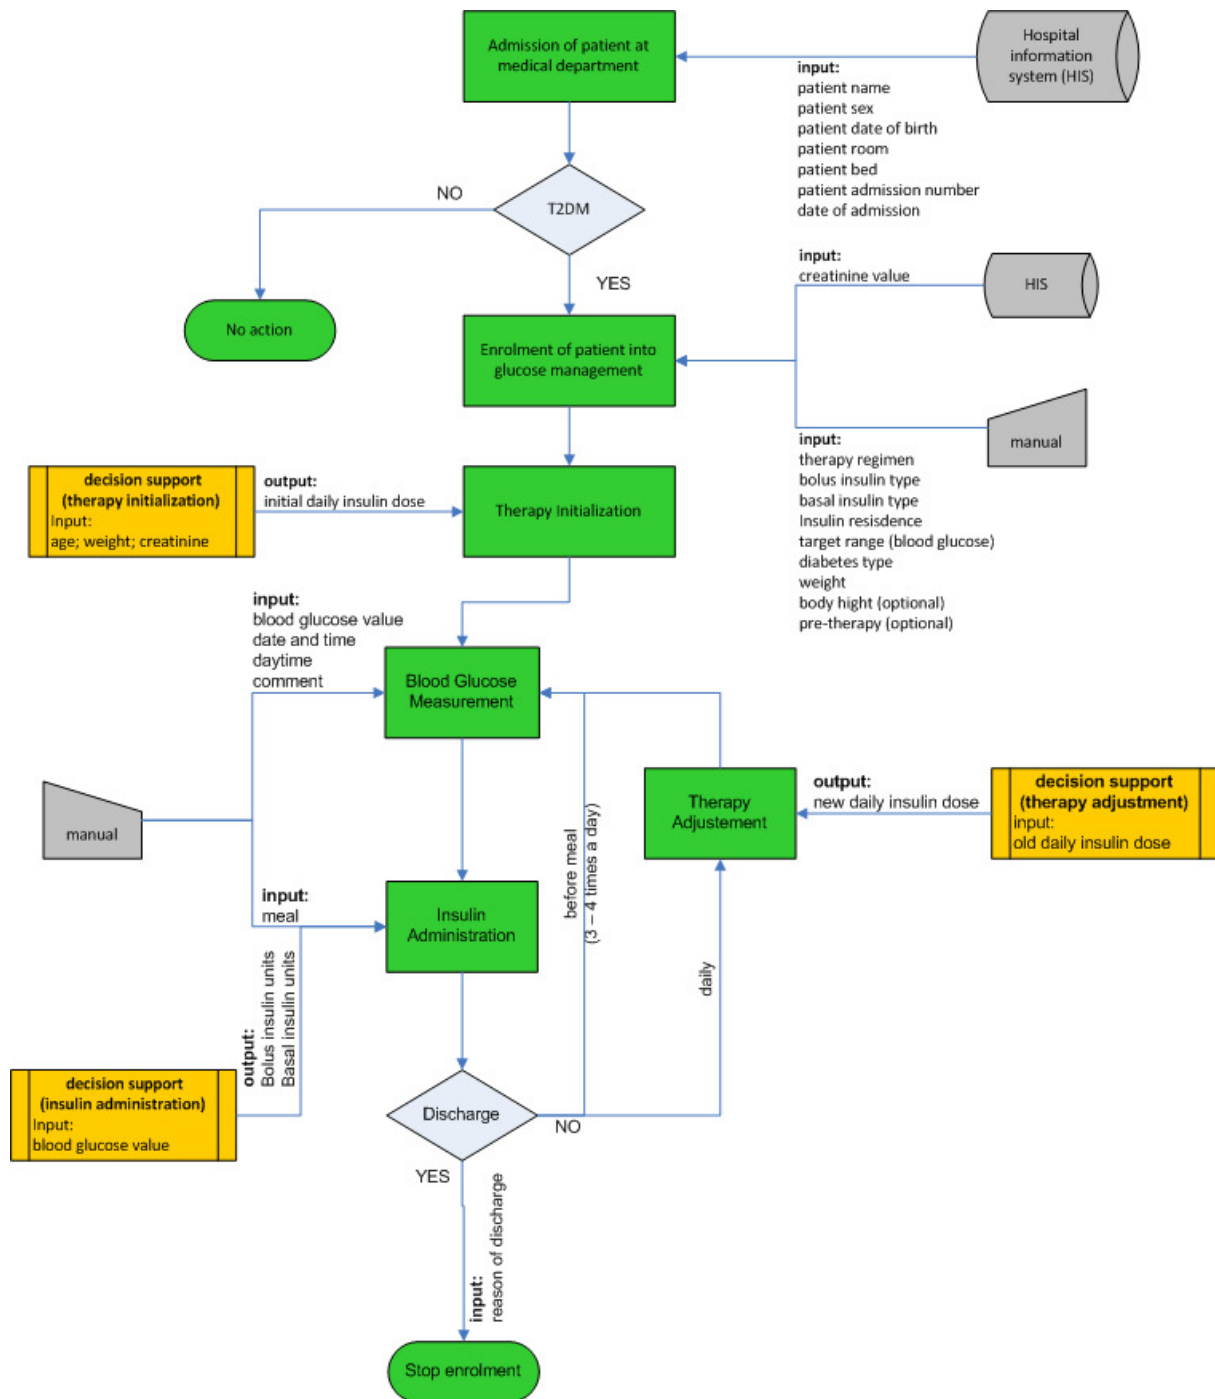 Admission of patient at
medical department
Hospital
information
system (HIS)
input:
patient name
patient sex
patient date of birth
patient room
patient bed
patient admission number
date of admission
NO
T2DM
YES
No action
input:
creatinine value
HIS
Enrolment of patient into
glucose management
manual
input:
therapy regimen
bolus insulin type
basal insulin type
Insulin resisdence
target range (blood glucose)
diabetes type
weight
body hight (optional)
pre-therapy (optional)
decision support
(therapy initialization)
Input:
age; weight; creatinine
output:
initial daily insulin dose
Therapy Initialization
input:
blood glucose value
date and time
daytime
comment
Blood Glucose
Measurement
manual
before meal
(3 – 4 times a day)
Therapy
Adjustement
output:
new daily insulin dose
decision support
(therapy adjustment)
input:
old daily insulin dose
input:
meal
Insulin
Administration
daily
output:
Bolus insulin units
Basal insulin units
decision support
(insulin administration)
Input:
blood glucose value
Discharge
NO
YES
input:
reason of discharge
Stop enrolment